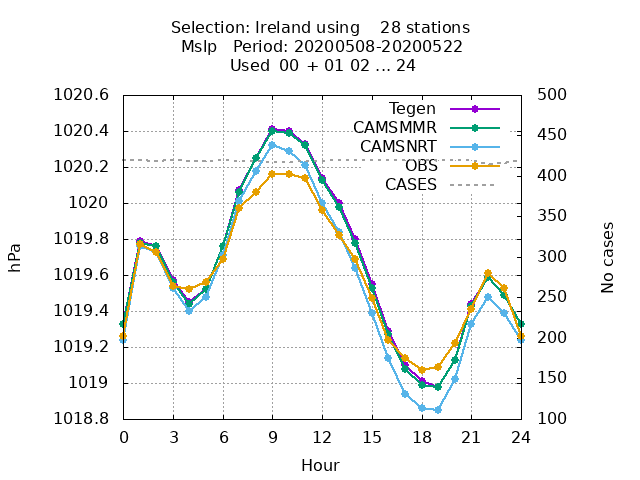 Selection: Ireland using    28 stations
Mslp   Period: 20200508-20200522
Used  00 + 01 02 ... 24
1020.6
1020.4
1020.2
1020
1019.8
1019.6
1019.4
1019.2
1019
1018.8
hPa
Tegen
CAMSMMR
CAMSNRT
OBS
CASES
500
450
400
350
300
250
200
150
100
No cases
0 3 6 9 12 15 18 21 24
Hour